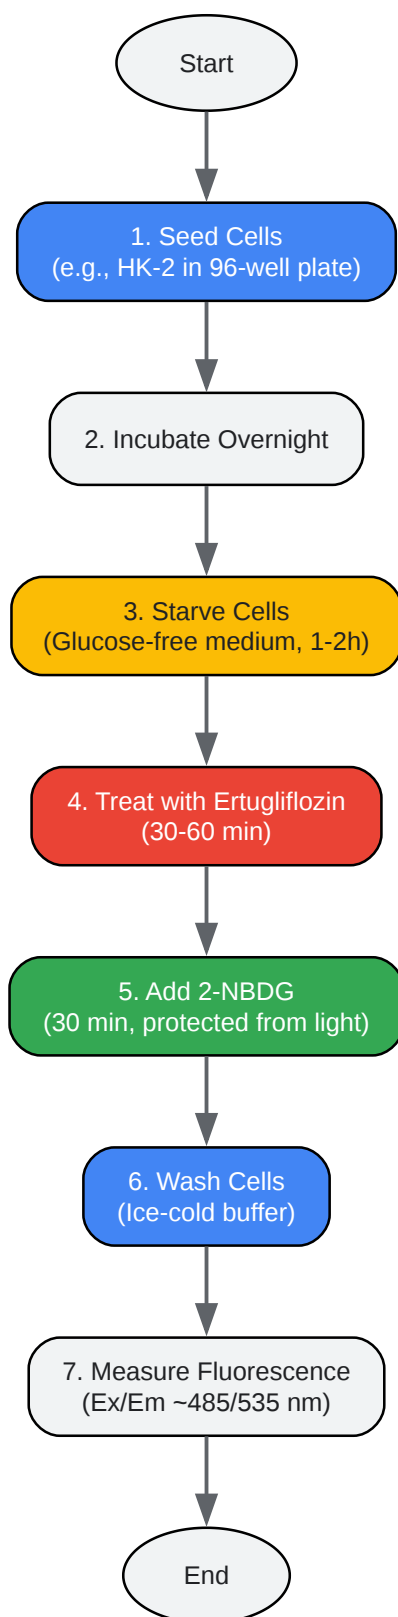 Start
1. Seed Cells
(e.g., HK-2 in 96-well plate)
2. Incubate Overnight
3. Starve Cells
(Glucose-free medium, 1-2h)
4. Treat with Ertugliflozin
(30-60 min)
5. Add 2-NBDG
(30 min, protected from light)
6. Wash Cells
(Ice-cold buffer)
7. Measure Fluorescence
(Ex/Em ~485/535 nm)
End